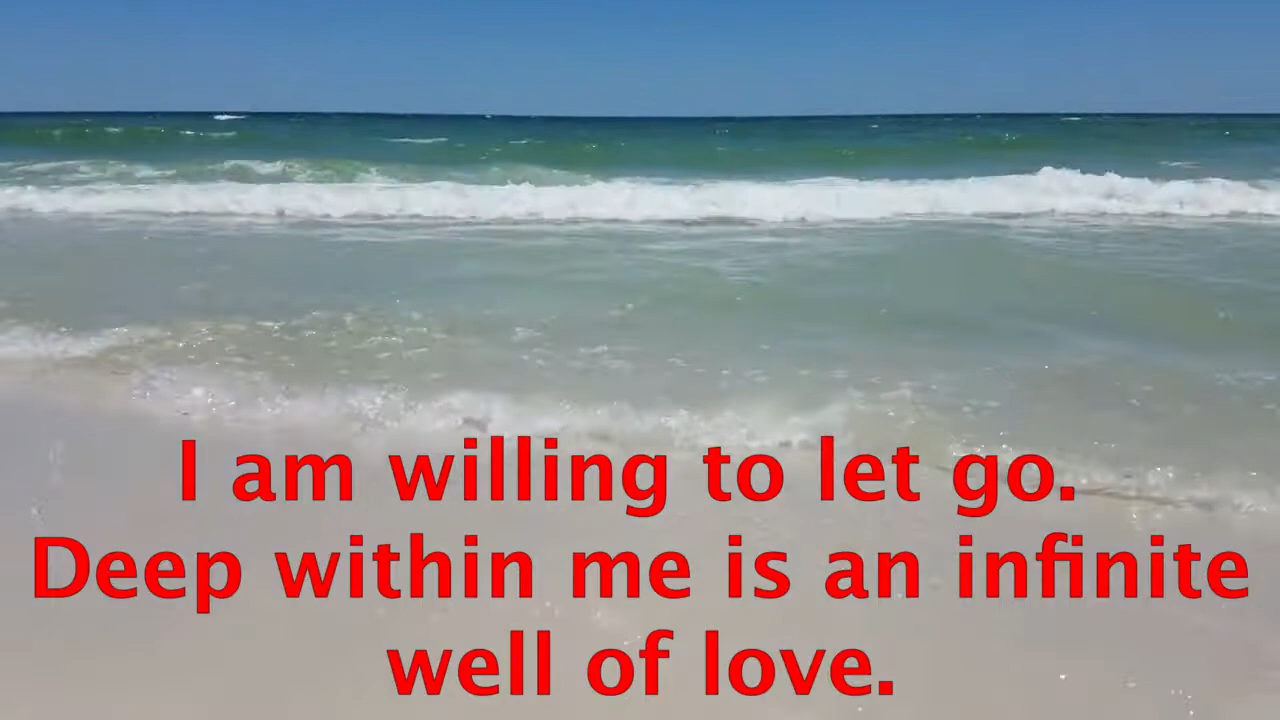 I am willing to let go.
Deep within me is an infinite
well of love.